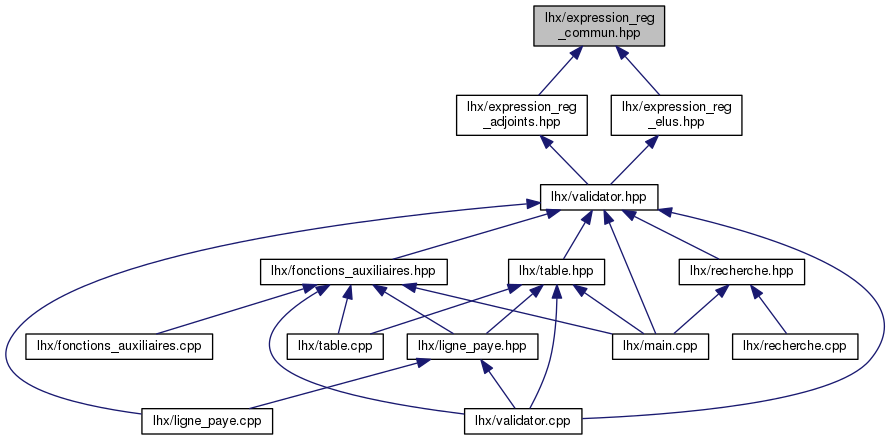 lhx/expression_reg
_commun.hpp
lhx/expression_reg
_adjoints.hpp
lhx/expression_reg
_elus.hpp
lhx/validator.hpp
lhx/fonctions_auxiliaires.hpp
lhx/table.hpp
lhx/recherche.hpp
lhx/fonctions_auxiliaires.cpp
lhx/table.cpp
lhx/ligne_paye.hpp
lhx/main.cpp
lhx/recherche.cpp
lhx/ligne_paye.cpp
lhx/validator.cpp